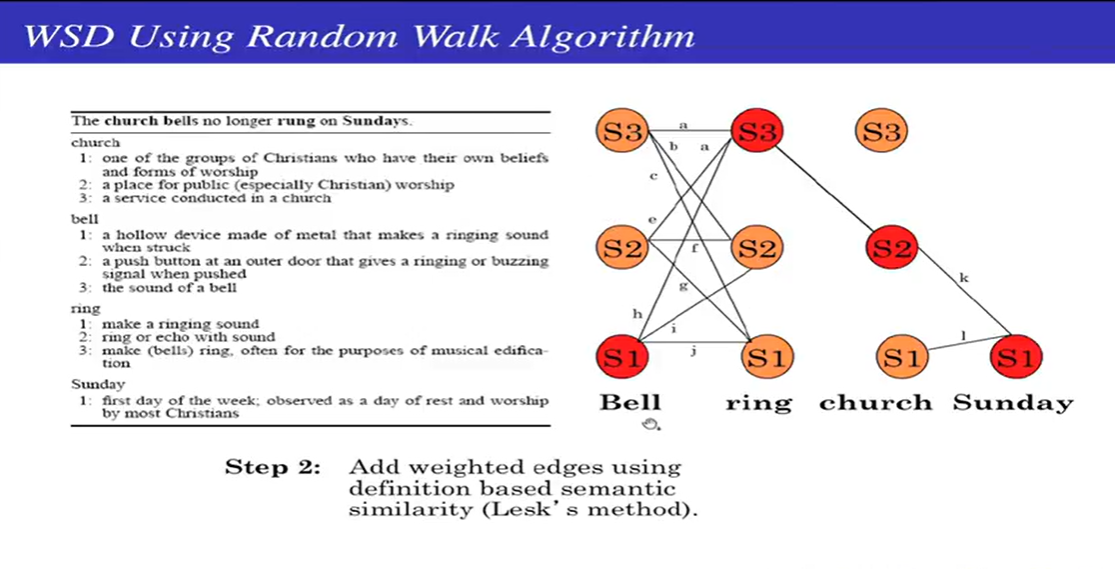 WSD Using Random Walk Algorithm
The church bells no longer rung on Sundays.
church
1: one of the groups of Christians who have their own beliefs
and forms of worship
2: a place for public (especially Christian) worship
3: a service conducted in a church
bell
1: a hollow device made of metal that makes a ringing sound
when struck
2: a push button at an outer door that gives a ringing or buzzing
signal when pushed
3: the sound of a bell
ring
1: make a ringing sound
2: ring or echo with sound
3: make (bells) ring, often for the purposes of musical edifica-
tion
Sunday
1: first day of the week; observed as a day of rest and worship
by most Christians
S3 a S3 S3
b a
c
e
S2 f S2 S2
g k
h
i l
S1 j S1 S1 S1
Bell ring church Sunday
Step 2: Add weighted edges using
definition based semantic
similarity (Lesk's method).